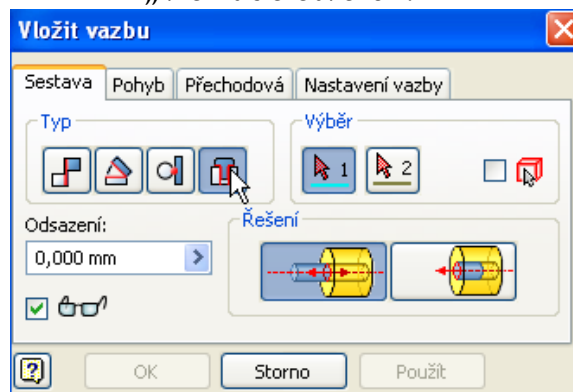 Vložit vazbu
Sestava Pohyb Přechodová Nastavení vazby
Typ Výběr
1 2
Odsazení: Řešení
0,000 mm
OK Storno Použít